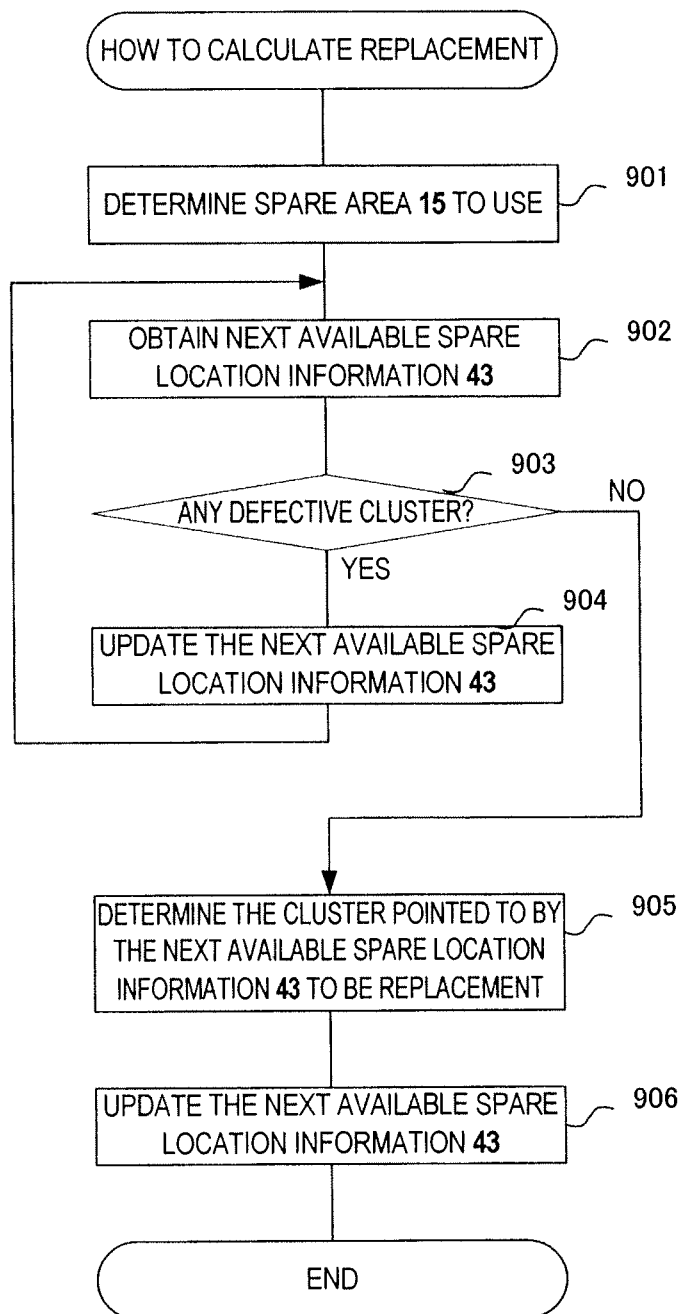 HOW TO CALCULATE REPLACEMENT
901
DETERMINE SPARE AREA 15 TO USE
902
OBTAIN NEXT AVAILABLE SPARE
LOCATION INFORMATION 43
903
NO
ANY DEFECTIVE CLUSTER?
YES
904
UPDATE THE NEXT AVAILABLE SPARE
LOCATION INFORMATION 43
905
DETERMINE THE CLUSTER POINTED TO BY
THE NEXT AVAILABLE SPARE LOCATION
INFORMATION 43 TO BE REPLACEMENT
906
UPDATE THE NEXT AVAILABLE SPARE
LOCATION INFORMATION 43
END